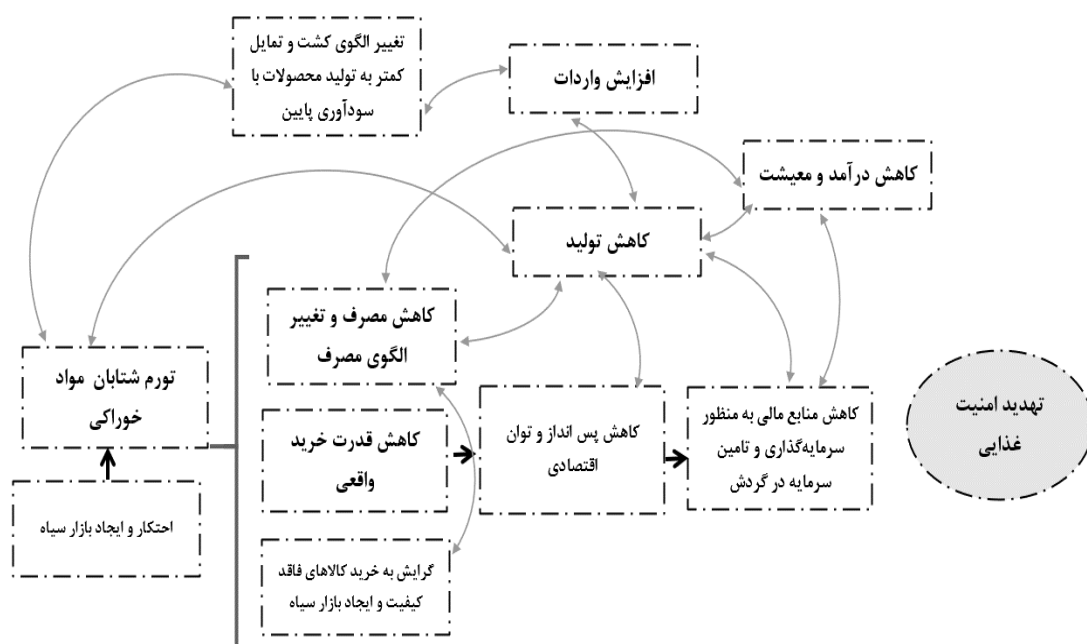 تغییر الگوی کشت و تمایل
کمتر به تولید محصولات با
سودآوری پایین
افزایش واردات
کاهش درآمد و معیشت
کاهش تولید
کاهش مصرف و تغییر
الگوی مصرف
تورم شتابان مواد
خوراکی
تهدید امنیت
غذایی
کاهش منابع مالی به منظور
سرمایه‌گذاری و تامین
سرمایه در گردش
کاهش پس انداز و توان
اقتصادی
کاهش قدرت خرید
واقعی
احتکار و ایجاد بازار سیاه
گرایش به خرید کالاهای فاقد
کیفیت و ایجاد بازار سیاه